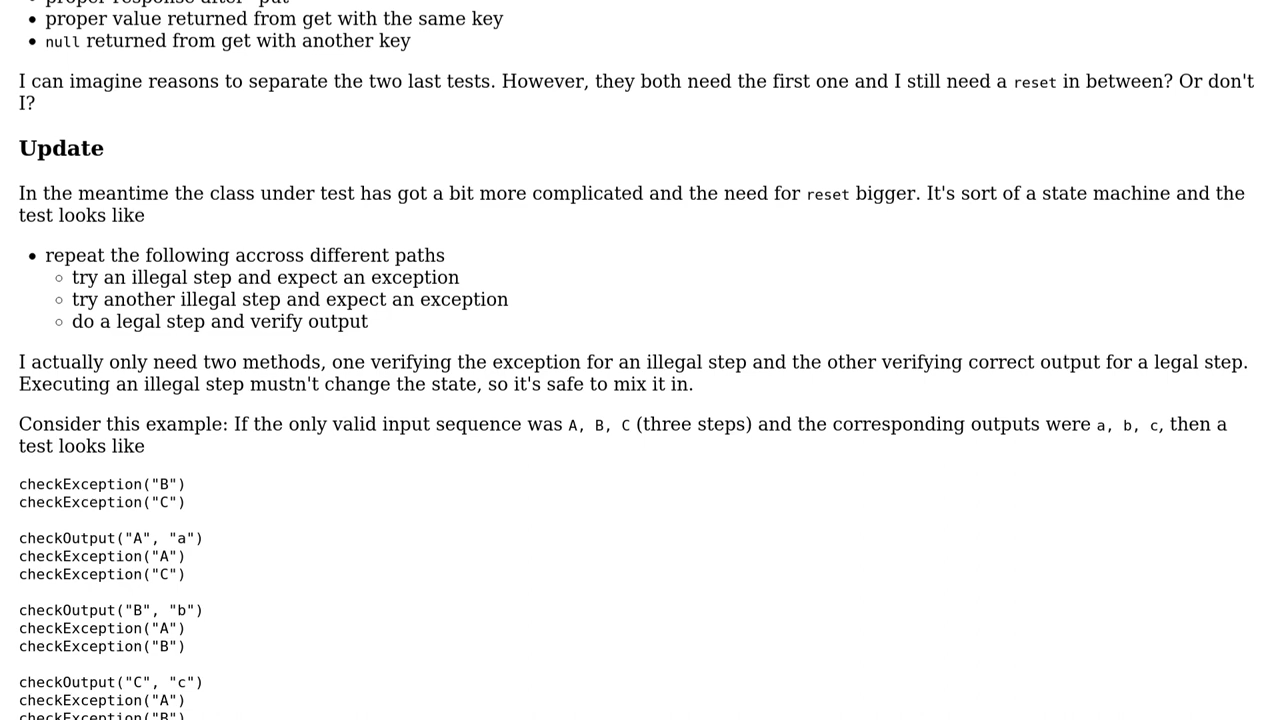 proper response after "put"
proper value returned from get with the same key
null returned from get with another key
I can imagine reasons to separate the two last tests. However, they both need the first one and I still need a reset in between? Or don't
I?
Update
In the meantime the class under test has got a bit more complicated and the need for reset bigger. It's sort of a state machine and the
test looks like
repeat the following accross different paths
try an illegal step and expect an exception
try another illegal step and expect an exception
do a legal step and verify output
I actually only need two methods, one verifying the exception for an illegal step and the other verifying correct output for a legal step.
Executing an illegal step mustn't change the state, so it's safe to mix it in.
Consider this example: If the only valid input sequence was A, B, C (three steps) and the corresponding outputs were a, b, c, then a
test looks like
checkException("B")
checkException("C")
checkOutput("A", "a")
checkException("A")
checkException("C")
checkOutput("B", "b")
checkException("A")
checkException("B")
checkOutput("C", "c")
checkException("A")
checkException("B")